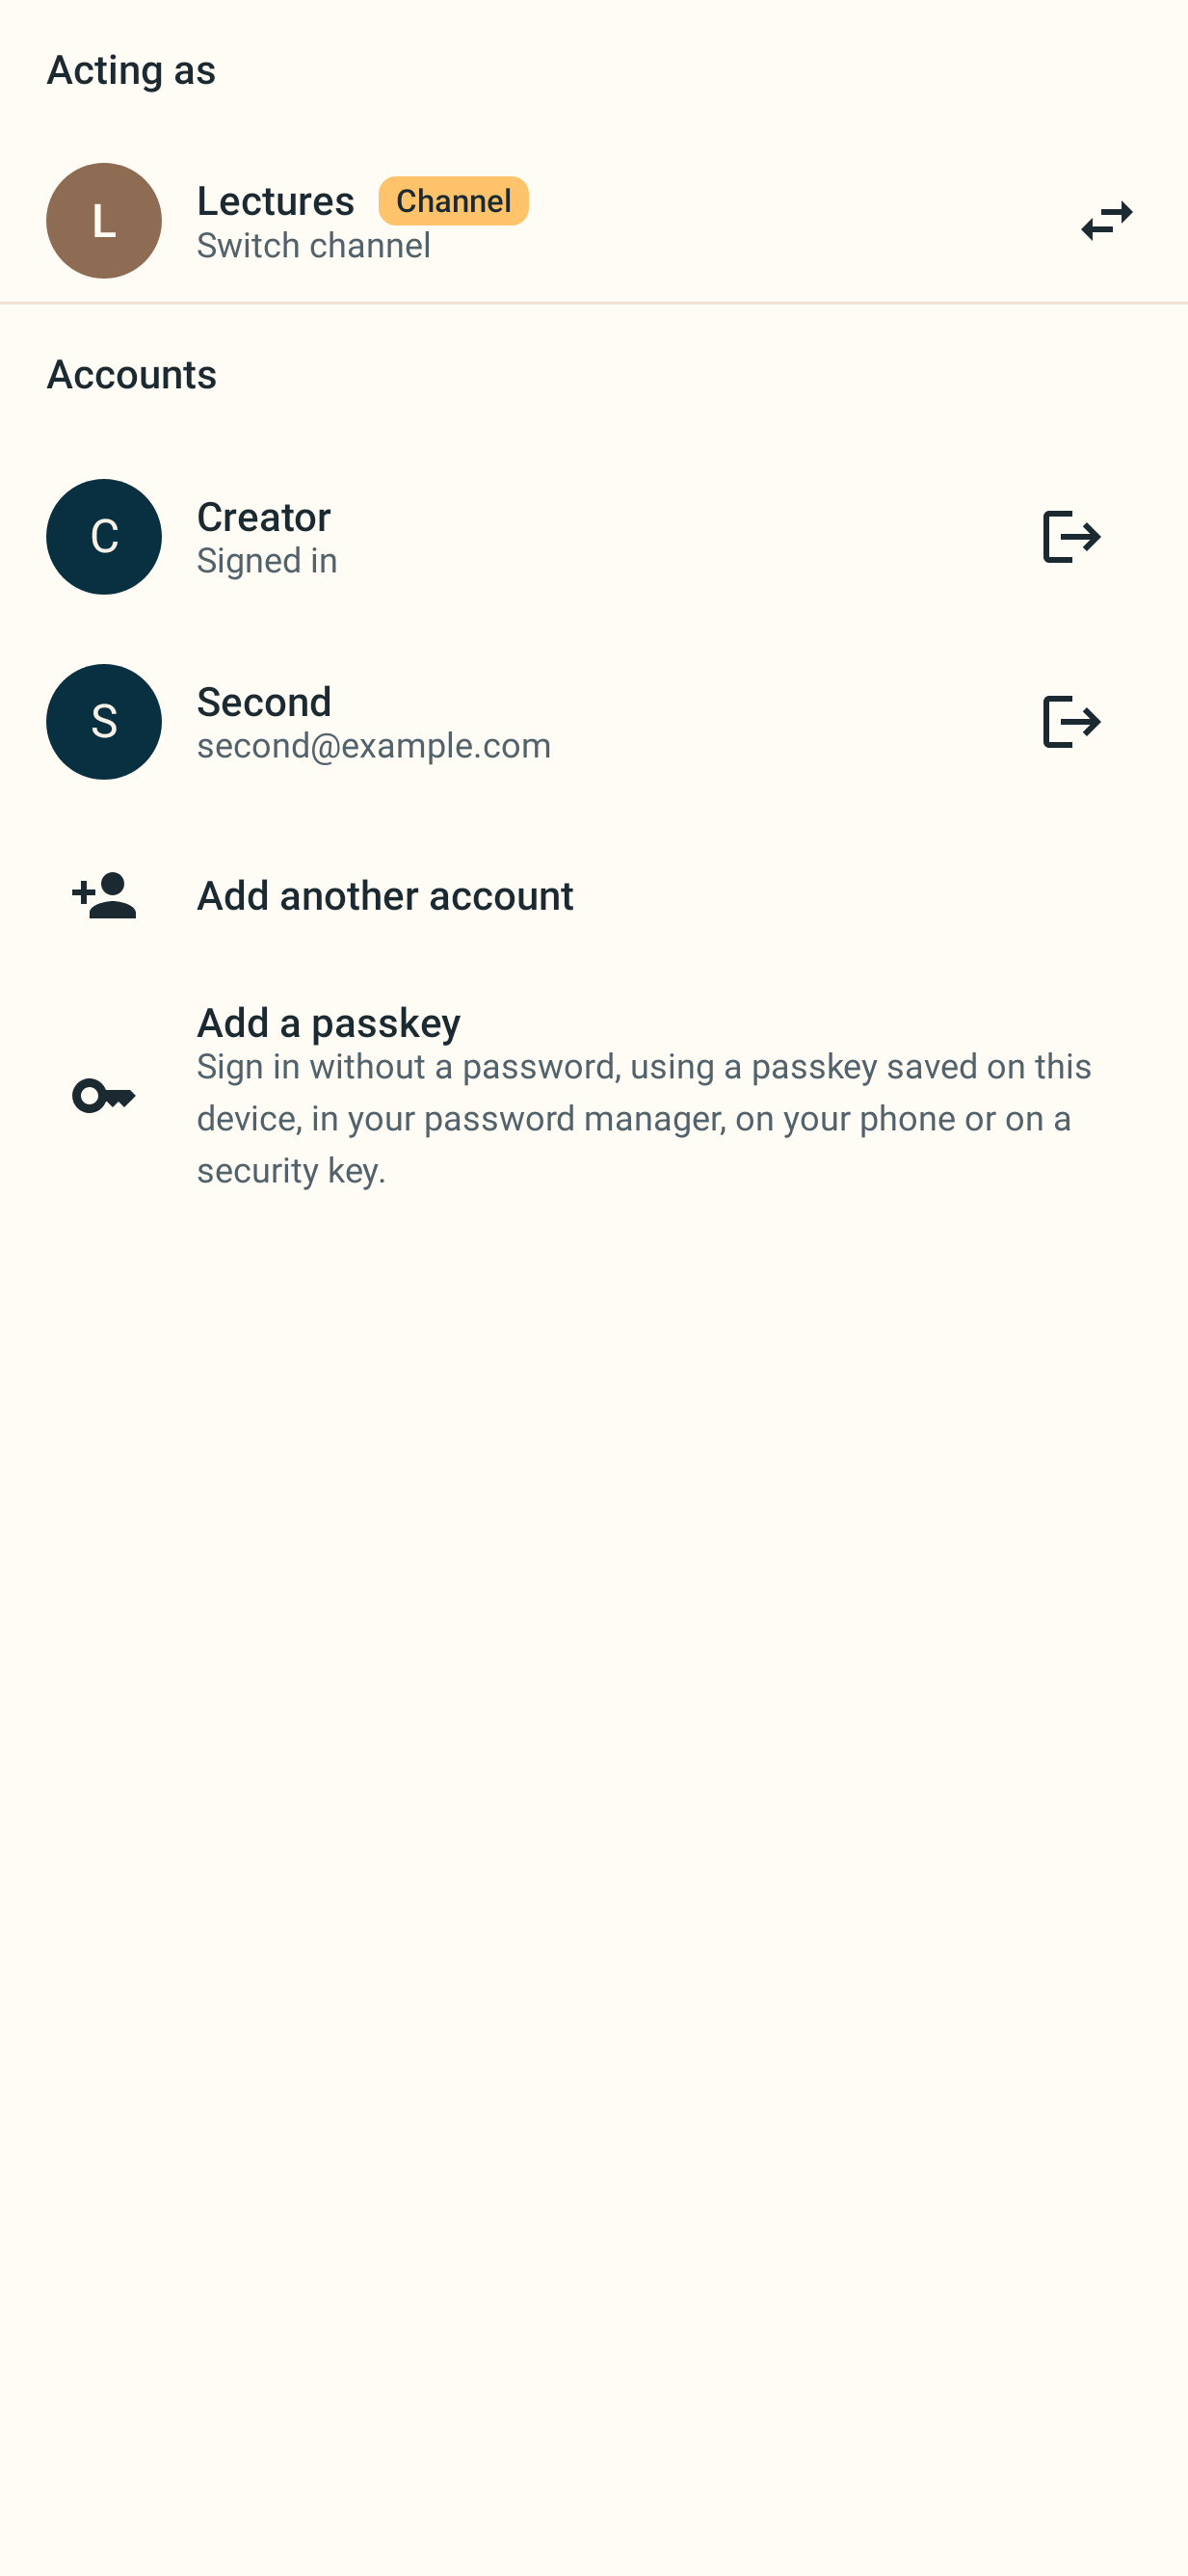 Acting as
L
Lectures Channel
Switch channel
Accounts
C
Creator
Signed in
S
Second
second@example.com
Add another account
Add a passkey
Sign in without a password, using a passkey saved on this
device, in your password manager, on your phone or on a
security key.